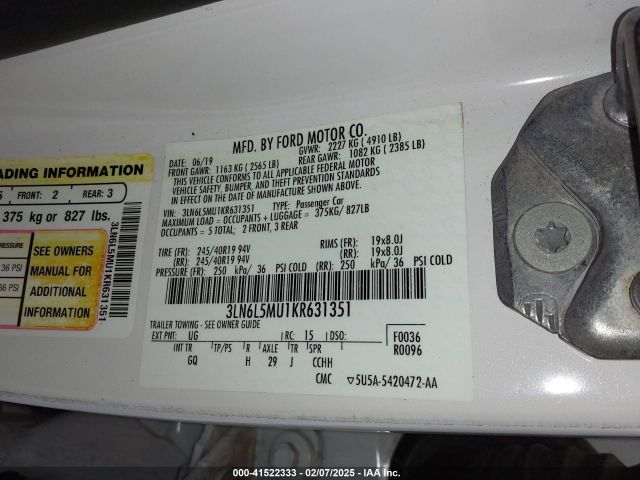 ADING INFORMATION
5 FRONT: 2 REAR: 3
375 kg or 827 lbs.
PRESSURE
36 PSI
36 PSI
SEE OWNERS
MANUAL FOR
ADDITIONAL
INFORMATION
3LN6L5MU1KR631351
MFD. BY FORD MOTOR CO.
DATE: 06/19 GVWR: 2227 KG ( 4910 LB)
FRONT GAWR: 1163 KG ( 2565 LB) REAR GAWR: 1082 KG ( 2385 LB)
THIS VEHICLE CONFORMS TO ALL APPLICABLE FEDERAL MOTOR
VEHICLE SAFETY, BUMPER, AND THEFT PREVENTION STANDARDS
IN EFFECT ON THE DATE OF MANUFACTURE SHOWN ABOVE.
VEHICLE: 3LN6L5MU1KR631351 TYPE: Passenger Car
MAXIMUM LOAD = OCCUPANTS + LUGGAGE = 375KG/ 827LB
OCCUPANTS = 5 TOTAL: 2 FRONT, 3 REAR
TIRE (FR): 245/40R19 94V RIMS (FR): 19x8.0J
(RR): 245/40R19 94V (RR): 19x8.0J
PRESSURE (FR): 250 kPa/ 36 PSI COLD (RR): 250 kPa/ 36 PSI COLD
3LN6L5MU1KR631351
TRAILER TOWING - SEE OWNER GUIDE
EXT PNT: UG RC: 15 DSO: F0036
INT TR TP/PS R AXLE TR SPR R0096
GQ H 29 J CCHH
CMC ▽5U5A-5420472-AA
000-41522333 - 02/07/2025 - IAA Inc.